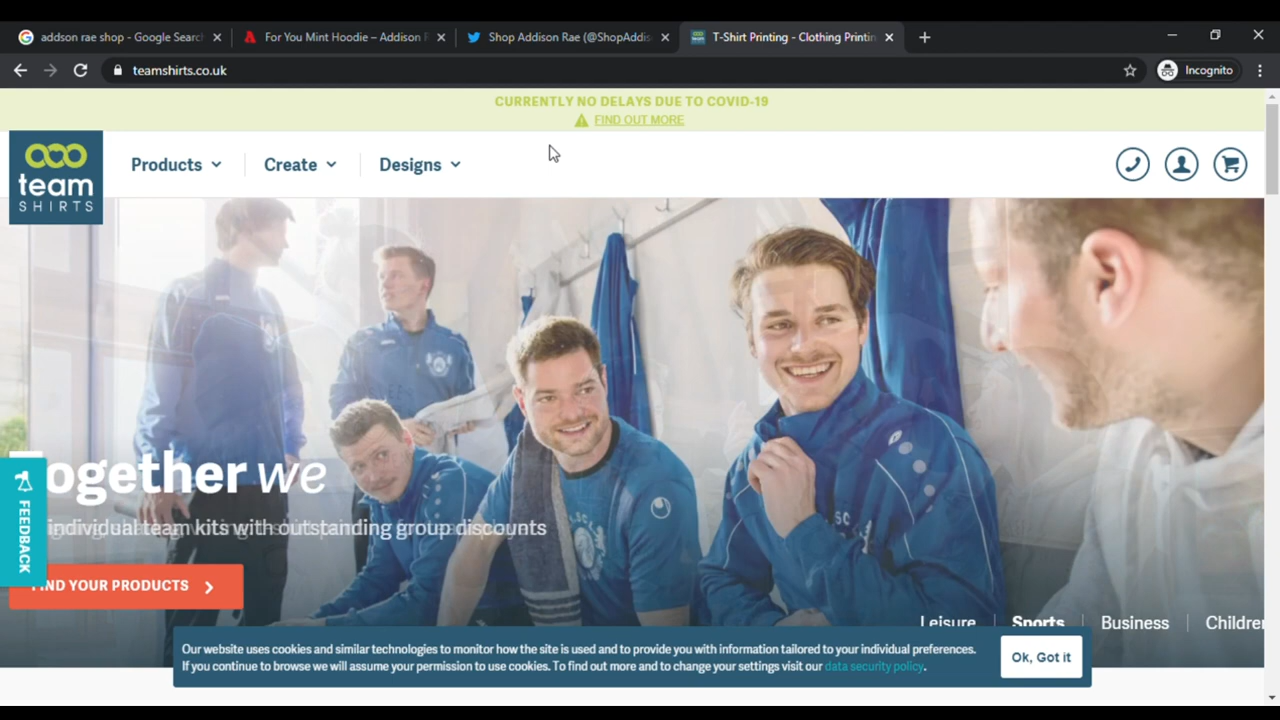 addson rae shop - Google Searc
For You Mint Hoodie – Addison R
Shop Addison Rae (@ShopAddis
T-Shirt Printing - Clothing Printin
teamshirts.co.uk
Incognito
CURRENTLY NO DELAYS DUE TO COVID-19
FIND OUT MORE
team
SHIRTS
Products
Create
Designs
ogether we
individual team kits with outstanding group discounts
FEEDBACK
FIND YOUR PRODUCTS
Leisure
Sports
Business
Childre
Our website uses cookies and similar technologies to monitor how the site is used and to provide you with information tailored to your individual preferences.
If you continue to browse we will assume your permission to use cookies. To find out more and to change your settings visit our data security policy.
Ok, Got it